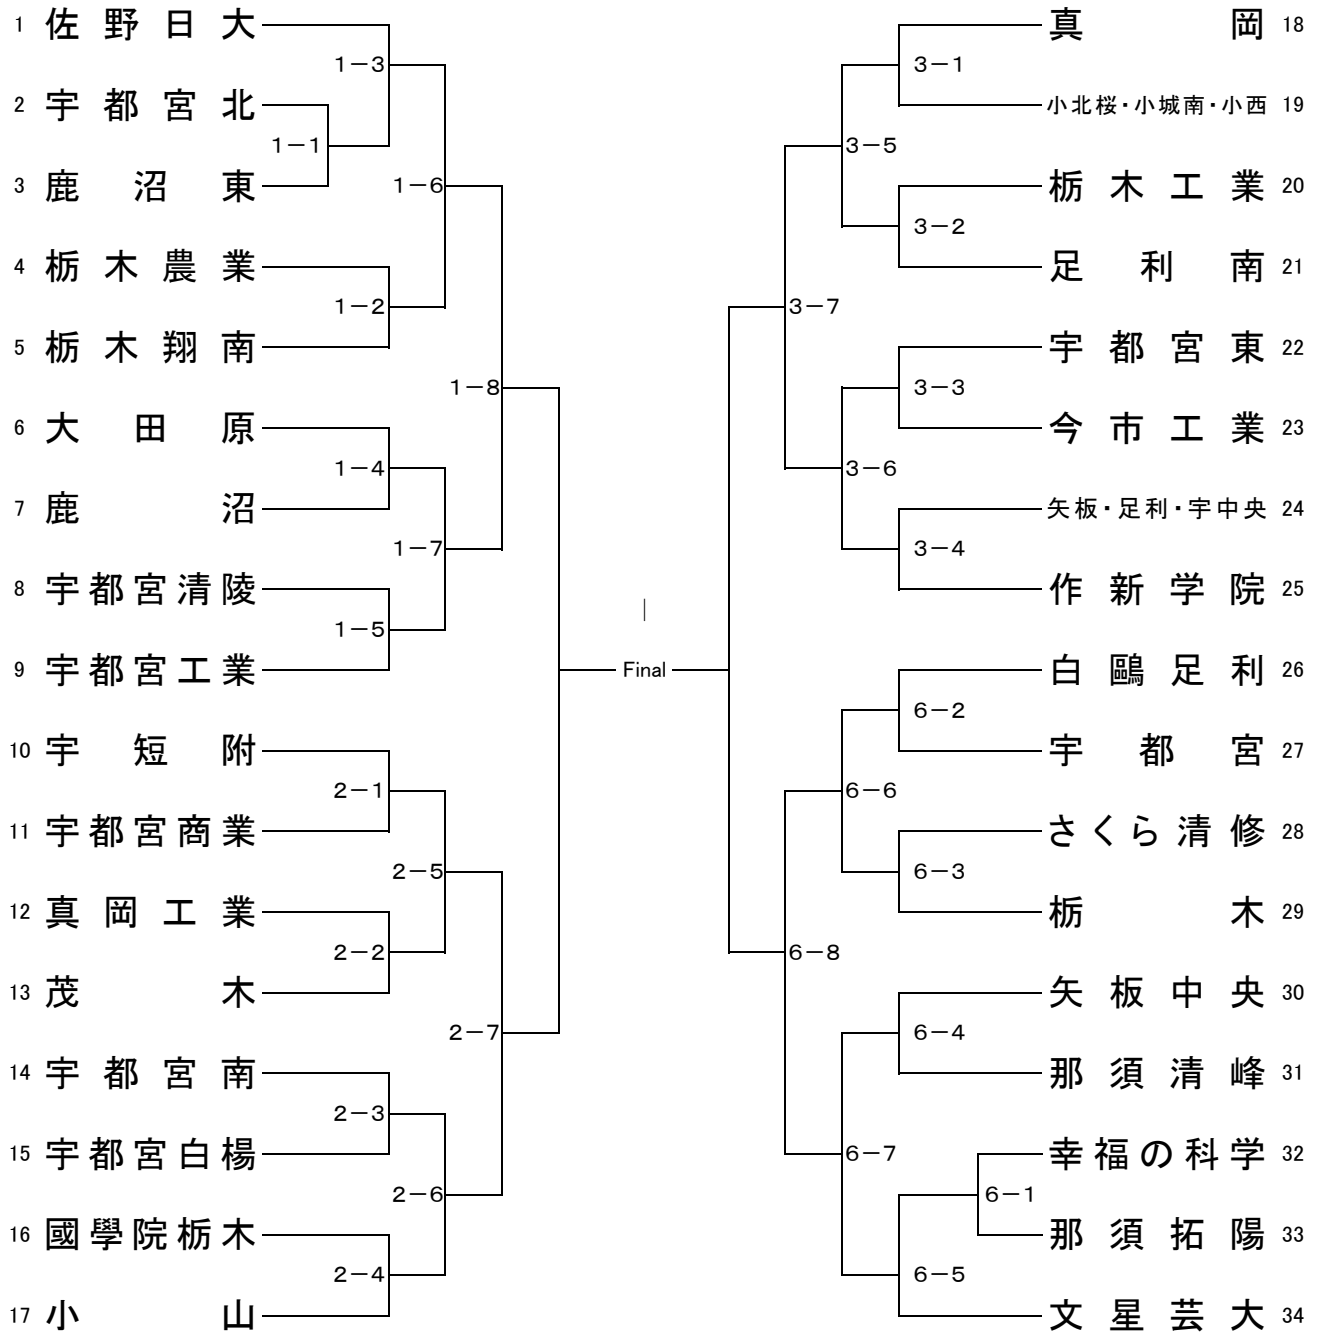 1 佐野日大
1－3
2 宇都宮北
1－1
3 鹿沼東
1－6
4 栃木農業
1－2
5 栃木翔南
1－8
6 大田原
1－4
7 鹿沼
1－7
8 宇都宮清陵
1－5
9 宇都宮工業
10 宇短附
2－1
11 宇都宮商業
2－5
12 真岡工業
2－2
13 茂木
2－7
14 宇都宮南
2－3
15 宇都宮白楊
2－6
16 國學院栃木
2－4
17 小山
｜
Final
真岡 18
3－1
小北桜・小城南・小西 19
3－5
栃木工業 20
3－2
足利南 21
3－7
宇都宮東 22
3－3
今市工業 23
3－6
矢板・足利・宇中央 24
3－4
作新学院 25
白鷗足利 26
6－2
宇都宮 27
6－6
さくら清修 28
6－3
栃木 29
6－8
矢板中央 30
6－4
那須清峰 31
幸福の科学 32
6－7
6－1
那須拓陽 33
6－5
文星芸大 34